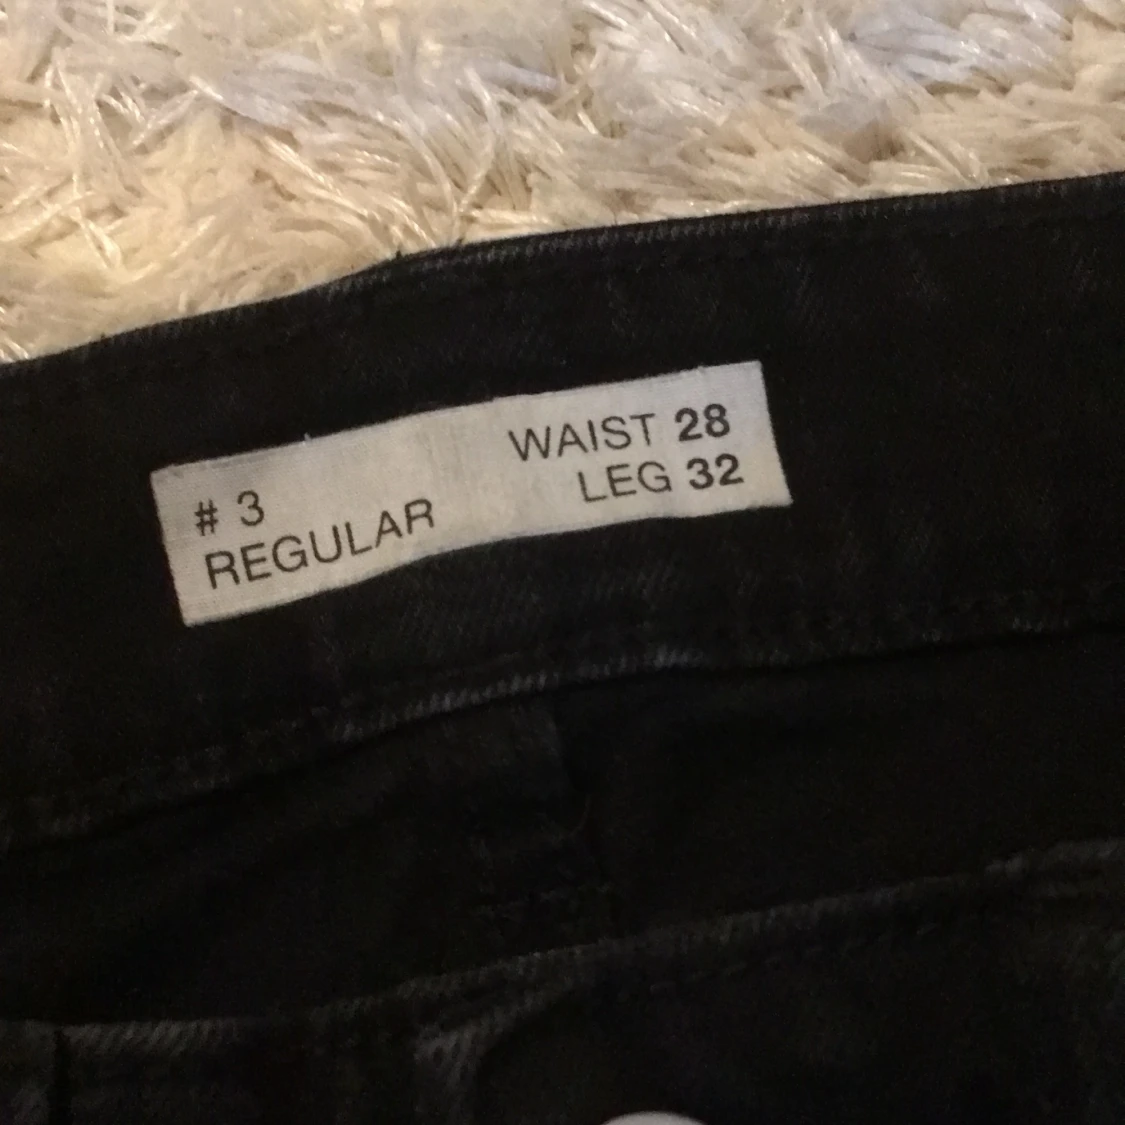 # 3
REGULAR
WAIST 28
LEG 32